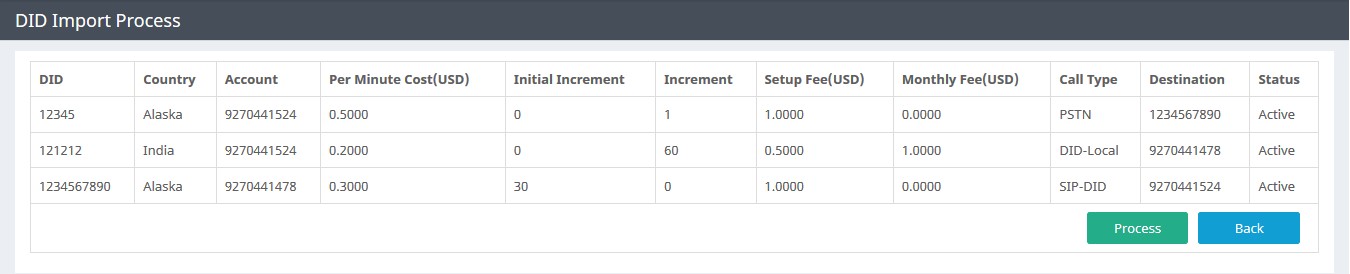 DID Import Process
DID Country Account Per Minute Cost(USD) Initial Increment Increment Setup Fee(USD) Monthly Fee(USD) Call Type Destination Status
12345 Alaska 9270441524 0.5000 0 1 1.0000 0.0000 PSTN 1234567890 Active
121212 India 9270441524 0.2000 0 60 0.5000 1.0000 DID-Local 9270441478 Active
1234567890 Alaska 9270441478 0.3000 30 0 1.0000 0.0000 SIP-DID 9270441524 Active
Process Back